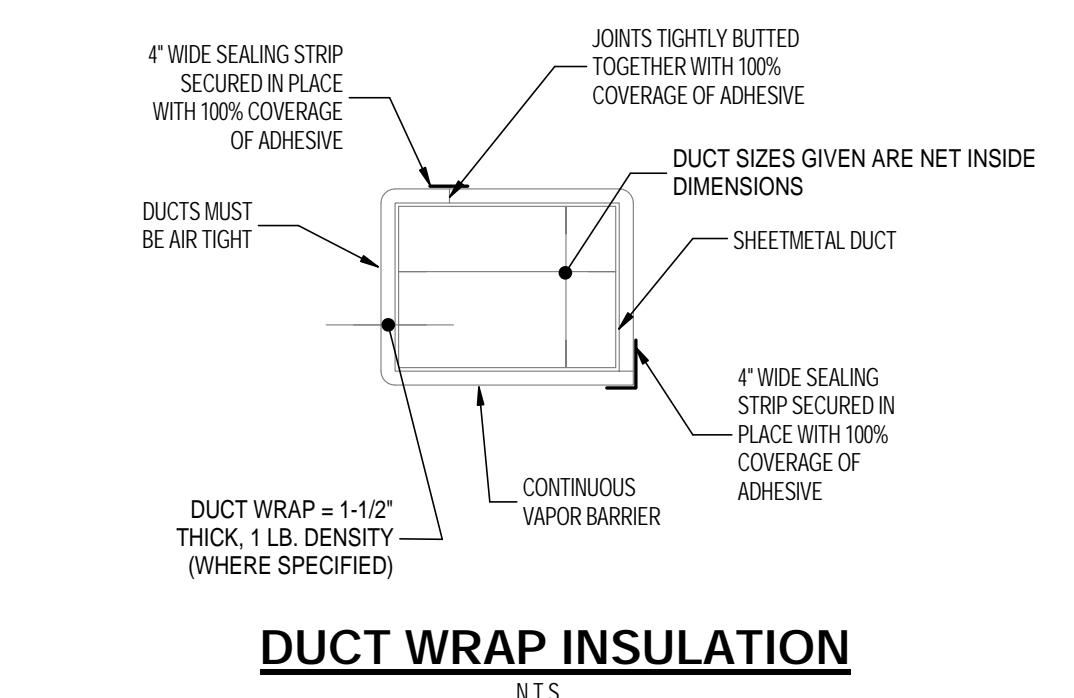 4" WIDE SEALING STRIP
SECURED IN PLACE
WITH 100% COVERAGE
OF ADHESIVE
JOINTS TIGHTLY BUTTED
TOGETHER WITH 100%
COVERAGE OF ADHESIVE
DUCT SIZES GIVEN ARE NET INSIDE
DIMENSIONS
DUCTS MUST
BE AIR TIGHT
SHEETMETAL DUCT
4" WIDE SEALING
STRIP SECURED IN
PLACE WITH 100%
COVERAGE OF
ADHESIVE
CONTINUOUS
VAPOR BARRIER
DUCT WRAP = 1-1/2"
THICK, 1 LB. DENSITY
(WHERE SPECIFIED)
DUCT WRAP INSULATION
N.T.S.